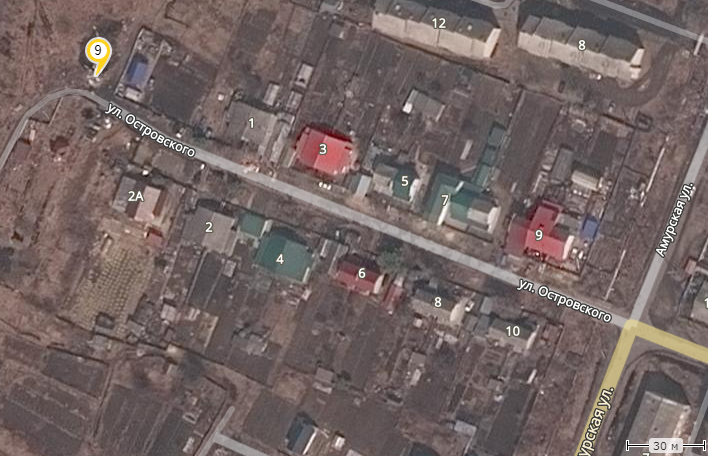 12
8
9
ул. Островского
1
3
5
7
2А
2
4
9
6
8
10
Амурская ул.
ул. Островского
урская ул.
30 м